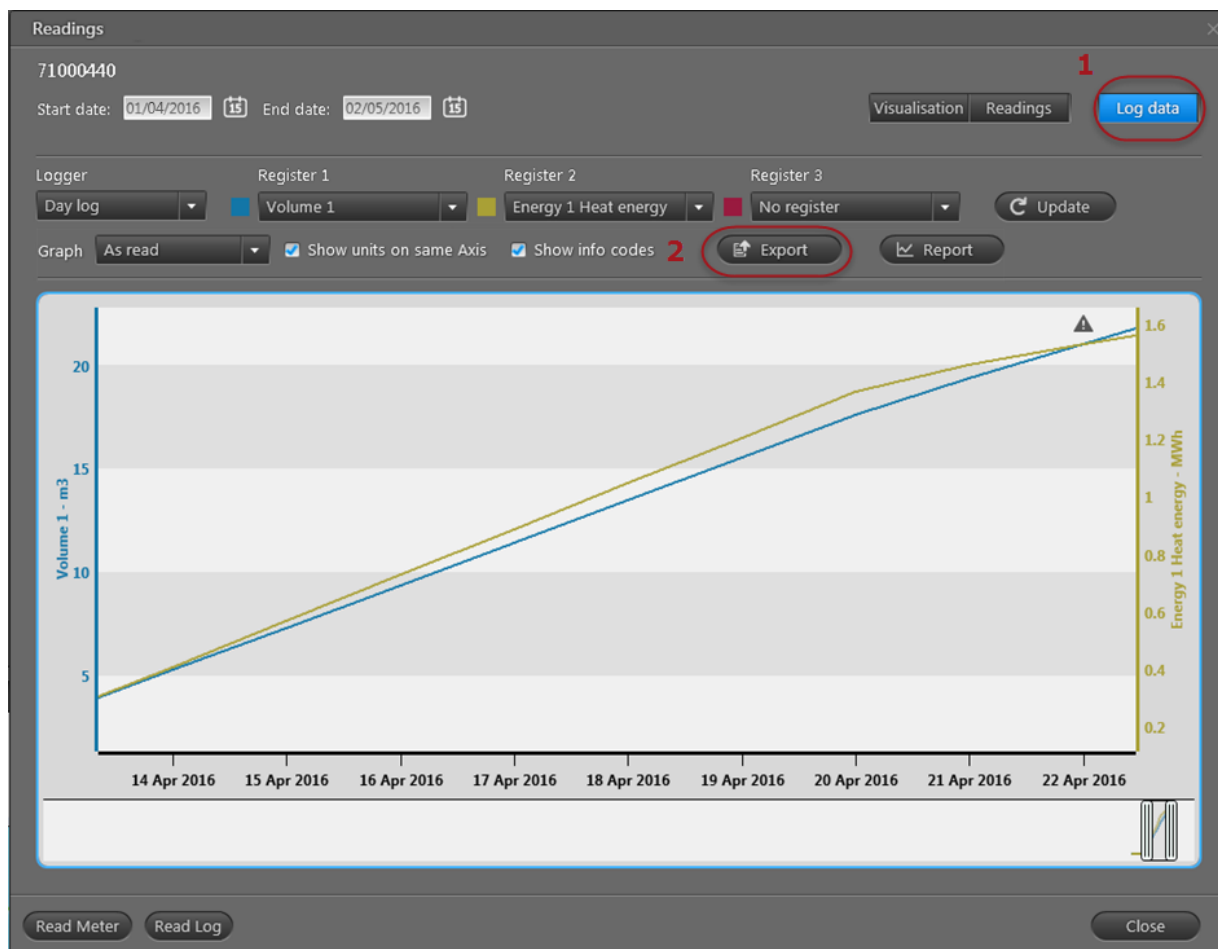 Readings
71000440
1
Start date: 01/04/2016 15 End date: 02/05/2016 15 Visualisation Readings Log data
Logger Register 1 Register 2 Register 3
Day log Volume 1 Energy 1 Heat energy No register Update
Graph As read Show units on same Axis Show info codes 2 Export Report
1.6
20
1.4
1.2
15
1
10
0.8
0.6
5
0.4
0.2
Volume 1 - m3
Energy 1 Heat energy - MWh
14 Apr 2016 15 Apr 2016 16 Apr 2016 17 Apr 2016 18 Apr 2016 19 Apr 2016 20 Apr 2016 21 Apr 2016 22 Apr 2016
Read Meter Read Log Close